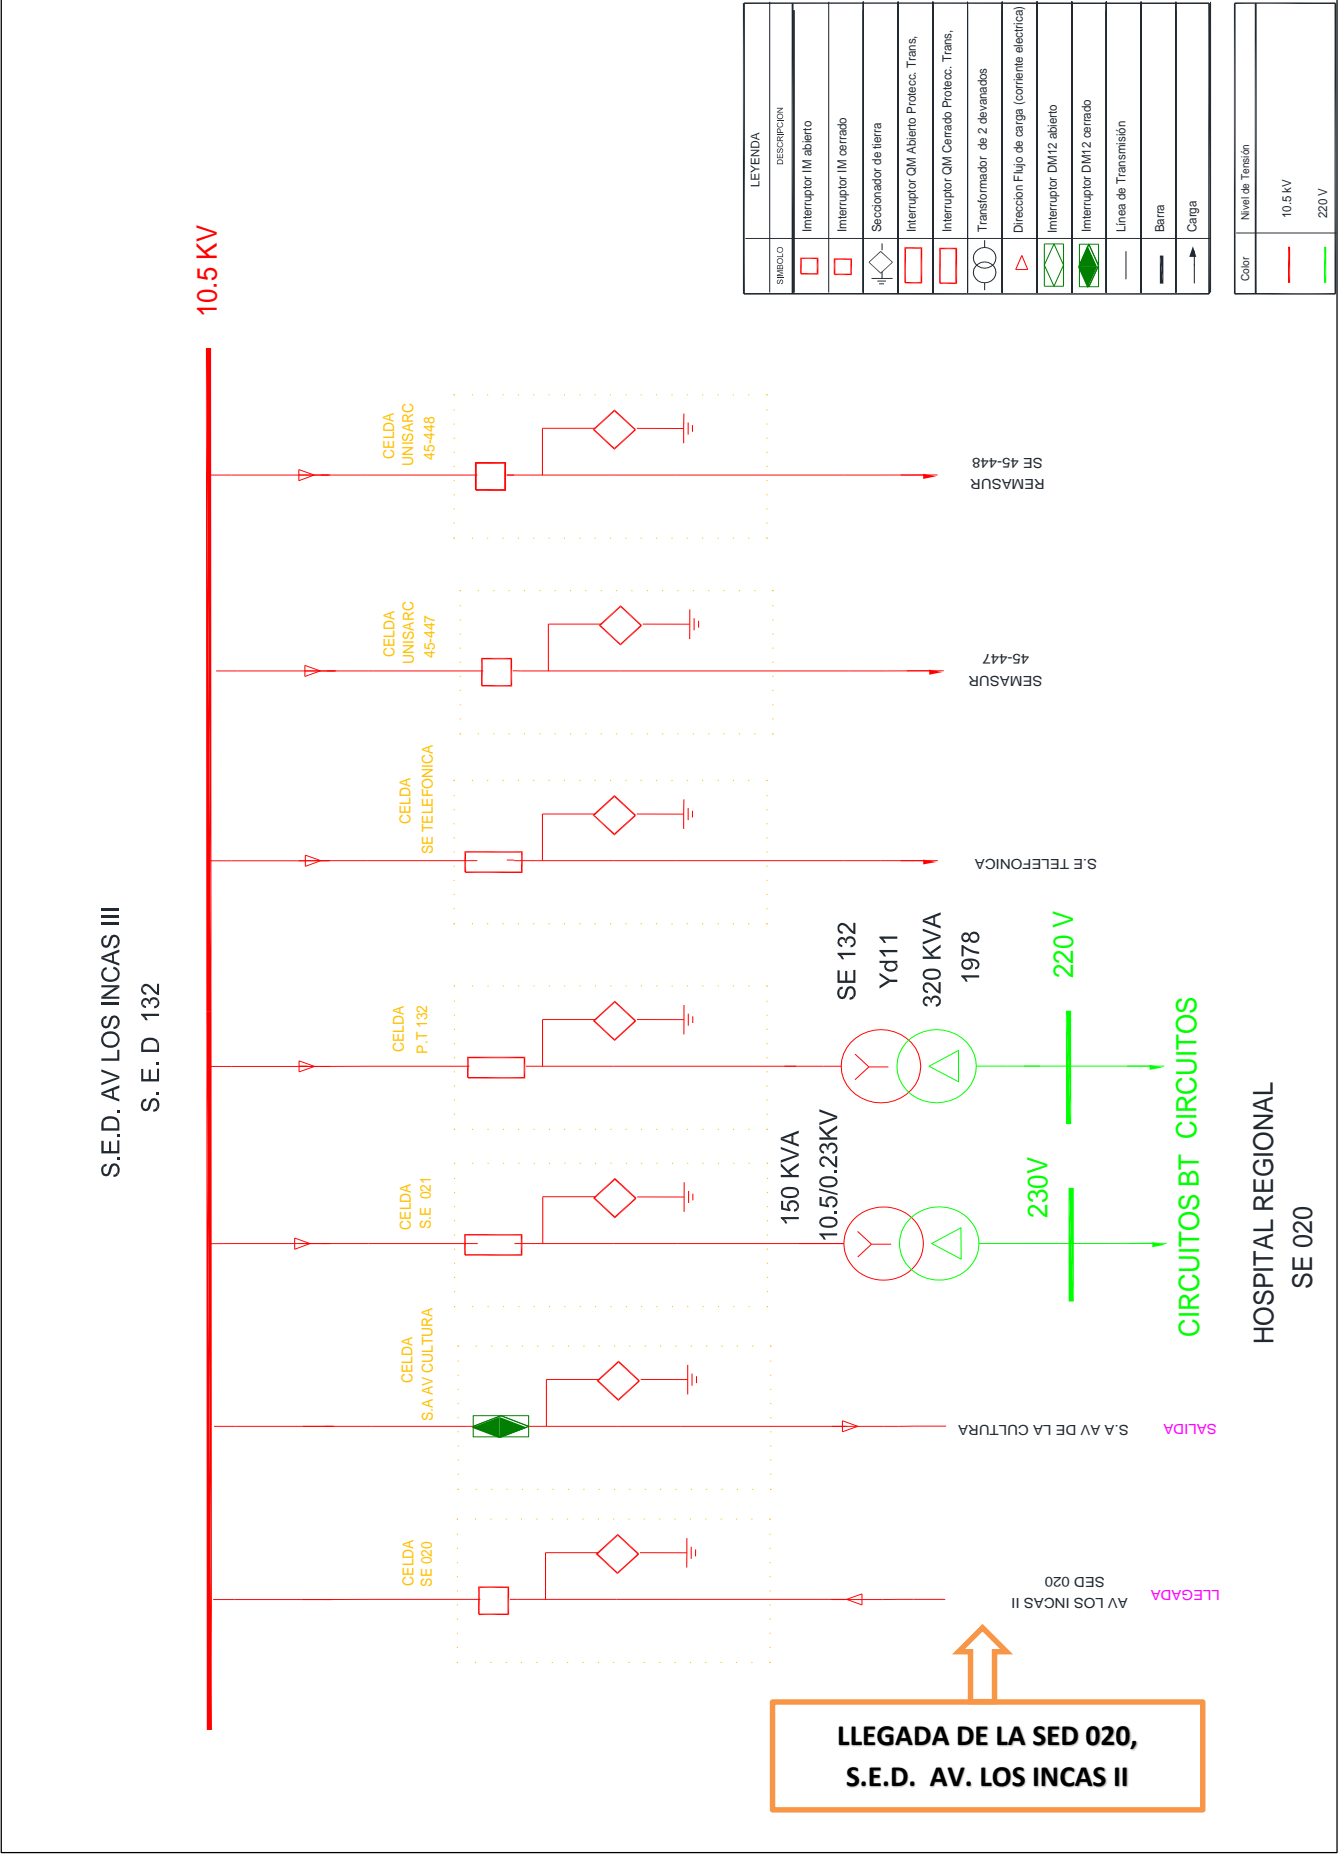 S.E.D. AV LOS INCAS III
S. E. D  132
10.5 KV
CELDA
SE 020
CELDA
S.A AV CULTURA
CELDA
S.E  021
CELDA
P.T 132
CELDA
SE TELEFONICA
CELDA
UNISARC
45-447
CELDA
UNISARC
45-448
150 KVA
10.5/0.23KV
SE 132
Yd11
320 KVA
1978
230V
220 V
AV LOS INCAS II
SED 020
LLEGADA
S.A AV DE LA CULTURA
SALIDA
CIRCUITOS BT  CIRCUITOS
S.E TELEFONICA
SEMASUR
45-447
REMASUR
SE 45-448
HOSPITAL REGIONAL
SE 020
LLEGADA DE LA SED 020,
S.E.D.  AV. LOS INCAS II
LEYENDA
SIMBOLO DESCRIPCION
Interruptor IM abierto
Imterruptor IM cerrado
Seccionador de tierra
Interruptor QM Abierto Protecc. Trans,
Imterruptor QM Cerrado Protecc. Trans,
Transformador  de 2 devanados
Direccion Flujo de carga (corriente electrica)
Imterruptor DM12 abierto
Imterruptor DM12 cerrado
Línea de Transmisión
Barra
Carga
Color Nivel de Tensión
10.5 kV
220 V